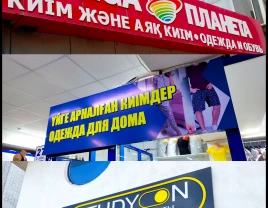 ПЛАНЕТА
КИІМ ЖӘНЕ АЯҚ КИІМ • ОДЕЖДА И ОБУВЬ
ҮЙГЕ АРНАЛҒАН КИІМДЕР
ОДЕЖДА ДЛЯ ДОМА